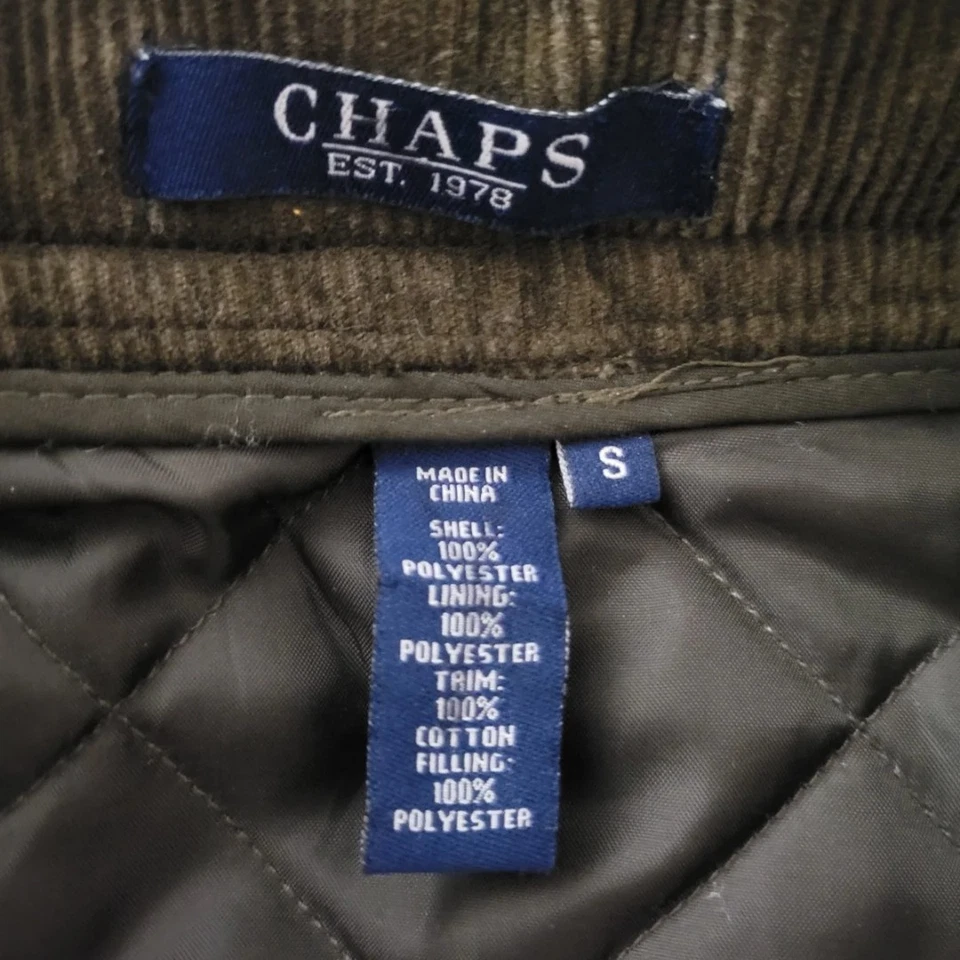 CHAPS
EST. 1978
S
MADE IN
CHINA
SHELL:
100%
POLYESTER
LINING:
100%
POLYESTER
TRIM:
100%
COTTON
FILLING:
100%
POLYESTER